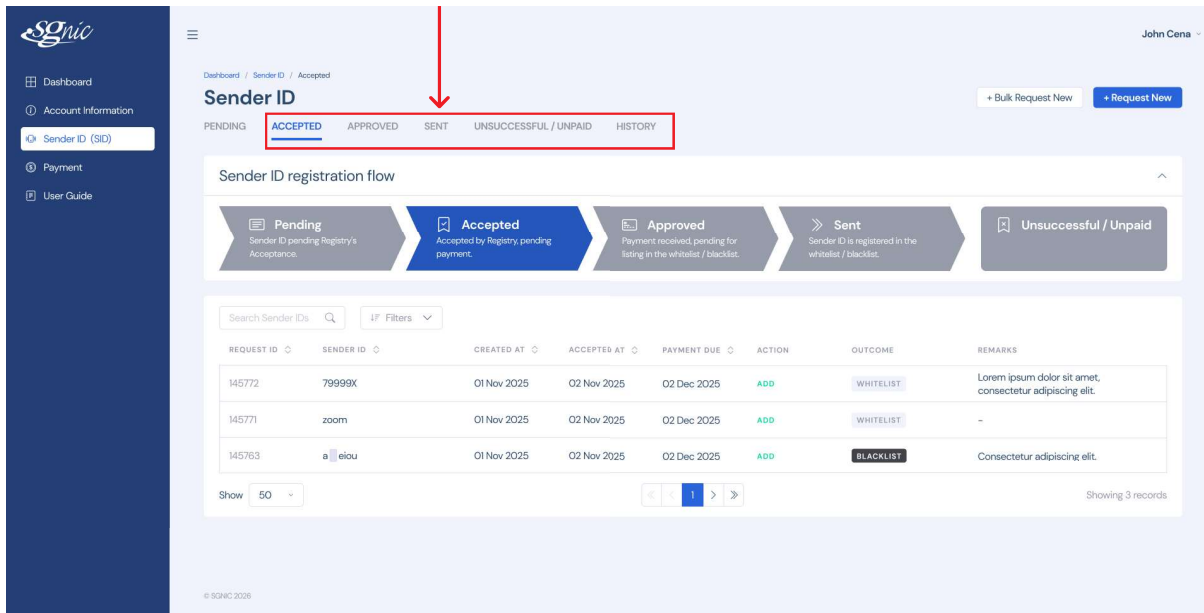 sgnic
John Cena
Dashboard
Account Information
Sender ID (SID)
Payment
User Guide
Dashboard / Sender ID / Accepted
Sender ID
+ Bulk Request New
+ Request New
PENDING ACCEPTED APPROVED SENT UNSUCCESSFUL / UNPAID HISTORY
Sender ID registration flow
Pending
Sender ID pending Registry's
Acceptance.
Accepted
Accepted by Registry, pending
payment.
Approved
Payment received, pending for
listing in the whitelist / blacklist.
Sent
Sender ID is registered in the
whitelist / blacklist.
Unsuccessful / Unpaid
Search Sender IDs
Filters
REQUEST ID SENDER ID CREATED AT ACCEPTED AT PAYMENT DUE ACTION OUTCOME REMARKS
145772 79999X 01 Nov 2025 02 Nov 2025 02 Dec 2025 ADD WHITELIST Lorem ipsum dolor sit amet,
consectetur adipiscing elit.
145771 zoom 01 Nov 2025 02 Nov 2025 02 Dec 2025 ADD WHITELIST -
145763 a eiou 01 Nov 2025 02 Nov 2025 02 Dec 2025 ADD BLACKLIST Consectetur adipiscing elit.
Show 50
1
Showing 3 records
© SGNIC 2026